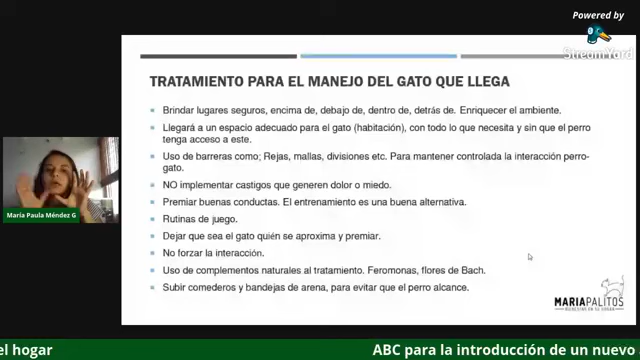 Powered by
StreamYard
TRATAMIENTO PARA EL MANEJO DEL GATO QUE LLEGA
Brindar lugares seguros, encima de, debajo de, dentro de, detrás de. Enriquecer el ambiente.
Llegará a un espacio adecuado para el gato (habitación), con todo lo que necesita y sin que el perro
tenga acceso a este.
Uso de barreras como; Rejas, mallas, divisiones etc. Para mantener controlada la interacción perro-
gato.
NO implementar castigos que generen dolor o miedo.
Premiar buenas conductas. El entrenamiento es una buena alternativa.
Rutinas de juego.
Dejar que sea el gato quién se aproxima y premiar.
No forzar la interacción.
Uso de complementos naturales al tratamiento. Feromonas, flores de Bach.
Subir comederos y bandejas de arena, para evitar que el perro alcance.
María Paula Méndez G
MARIAPALITOS
BIENESTAR EN SU HOGAR
el hogar
ABC para la introducción de un nuevo